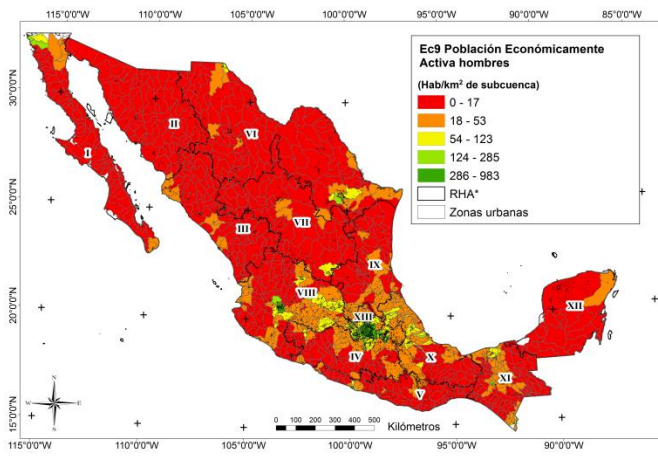 115°0'0"W 110°0'0"W 105°0'0"W 100°0'0"W 95°0'0"W 90°0'0"W 85°0'0"W
Ec9 Población Económicamente
Activa hombres
(Hab/km² de subcuenca)
0 - 17
18 - 53
54 - 123
124 - 285
286 - 983
RHA*
Zonas urbanas
30°0'0"N
25°0'0"N
20°0'0"N
15°0'0"N
I
II
VI
III
VII
IX
VIII
XIII
IV
X
V
XI
XII
N
W E
S
0 50 100 200 300 400 500
Kilómetros
115°0'0"W 110°0'0"W 105°0'0"W 100°0'0"W 95°0'0"W 90°0'0"W